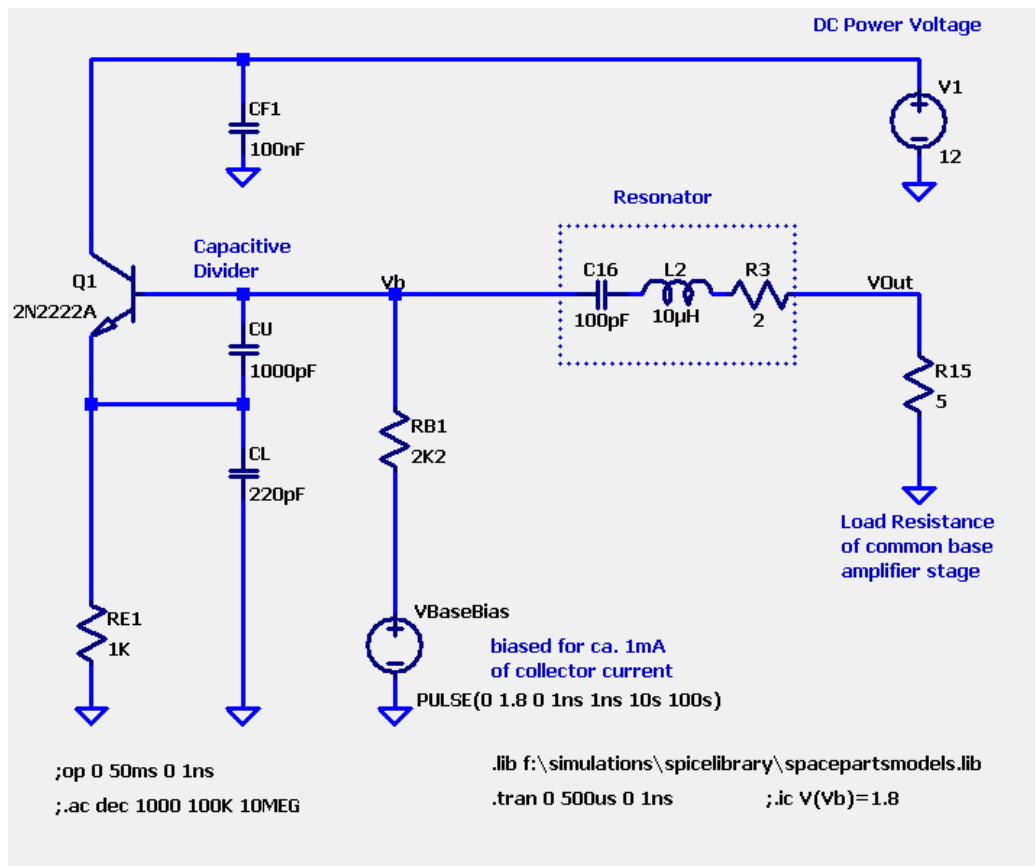 DC Power Voltage
V1
12
CF1
100nF
Resonator
Capacitive
Divider
Q1
2N2222A
Vb
C16
100pF
L2
10µH
R3
2
VOut
CU
1000pF
R15
5
RB1
2K2
CL
220pF
Load Resistance
of common base
amplifier stage
RE1
1K
VBaseBias
biased for ca. 1mA
of collector current
PULSE(0 1.8 0 1ns 1ns 10s 100s)
;op 0 50ms 0 1ns
.lib f:\simulations\spicelibrary\spacepartsmodels.lib
;.ac dec 1000 100K 10MEG
.tran 0 500us 0 1ns
;.ic V(Vb)=1.8